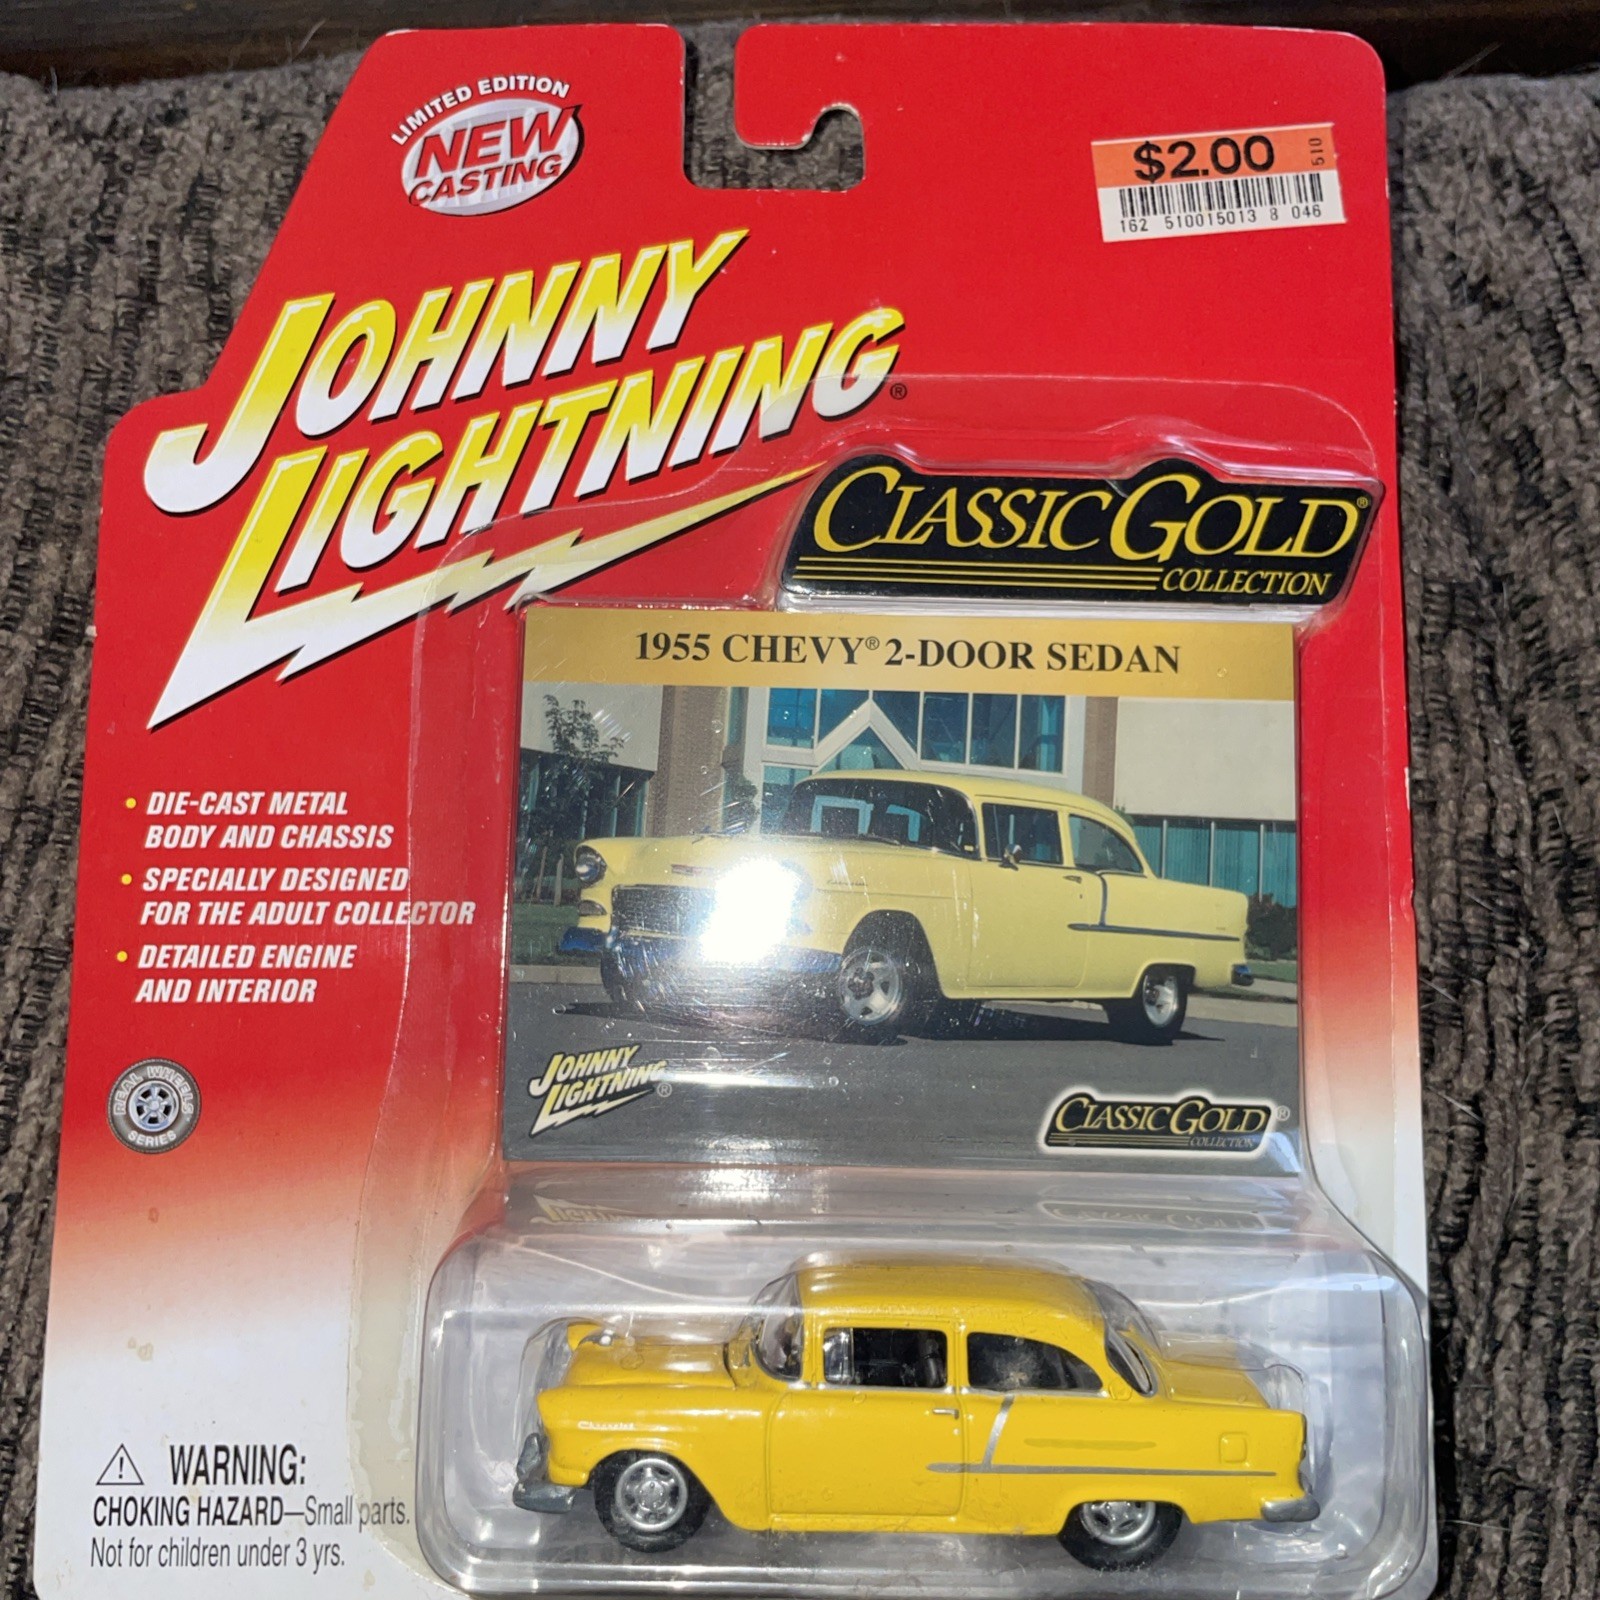 LIMITED EDITION
NEW
CASTING
$2.00
510
162 510015013 8 046
JOHNNY
LIGHTNING®
CLASSIC GOLD®
COLLECTION
1955 CHEVY® 2-DOOR SEDAN
• DIE-CAST METAL
BODY AND CHASSIS
• SPECIALLY DESIGNED
FOR THE ADULT COLLECTOR
• DETAILED ENGINE
AND INTERIOR
REAL WHEELS
SERIES
JOHNNY
LIGHTNING®
CLASSIC GOLD®
COLLECTION
WARNING:
CHOKING HAZARD—Small parts.
Not for children under 3 yrs.